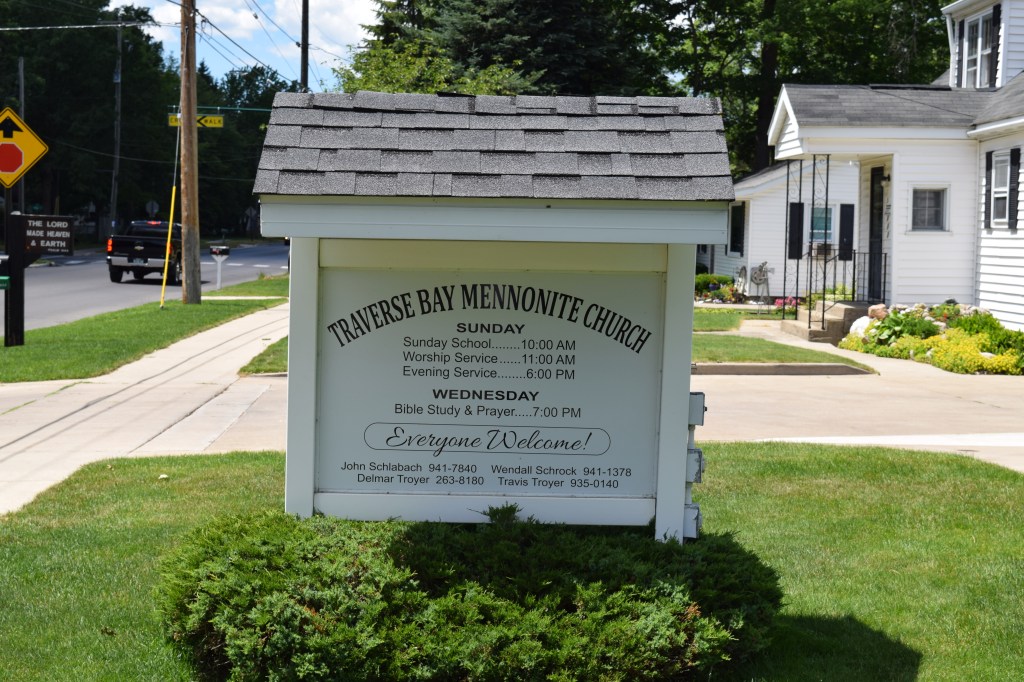 CROSSWALK
THE LORD
MADE HEAVEN
& EARTH
TRAVERSE BAY MENNONITE CHURCH
SUNDAY
Sunday School........10:00 AM
Worship Service......11:00 AM
Evening Service........6:00 PM
WEDNESDAY
Bible Study & Prayer.....7:00 PM
Everyone Welcome!
John Schlabach 941-7840 Wendall Schrock 941-1378
Delmar Troyer 263-8180 Travis Troyer 935-0140